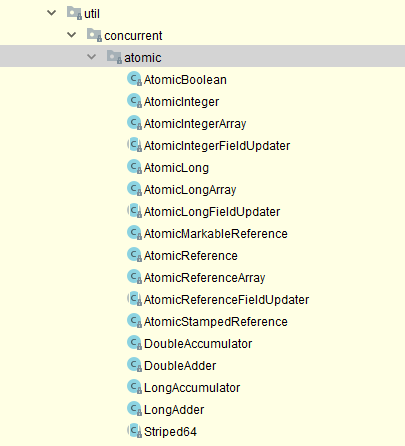 util
concurrent
atomic
AtomicBoolean
AtomicInteger
AtomicIntegerArray
AtomicIntegerFieldUpdater
AtomicLong
AtomicLongArray
AtomicLongFieldUpdater
AtomicMarkableReference
AtomicReference
AtomicReferenceArray
AtomicReferenceFieldUpdater
AtomicStampedReference
DoubleAccumulator
DoubleAdder
LongAccumulator
LongAdder
Striped64